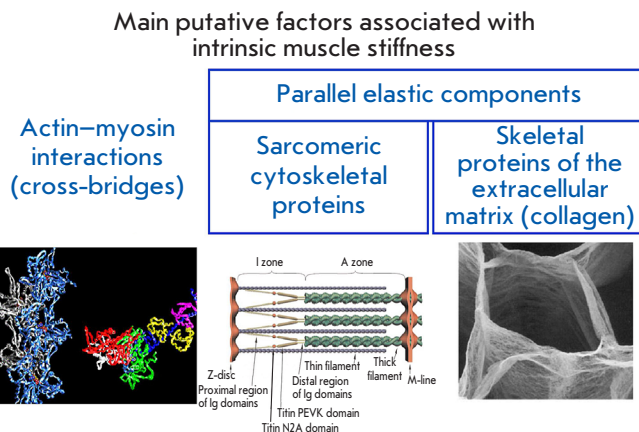 Main putative factors associated with
intrinsic muscle stiffness
Parallel elastic components
Actin–myosin
interactions
(cross-bridges)
Sarcomeric
cytoskeletal
proteins
Skeletal
proteins of the
extracellular
matrix (collagen)
I zone
A zone
Z-disc
Proximal region
of Ig domains
Thin filament
Distal region
of Ig domains
Thick
filament
M-line
Titin PEVK domain
Titin N2A domain